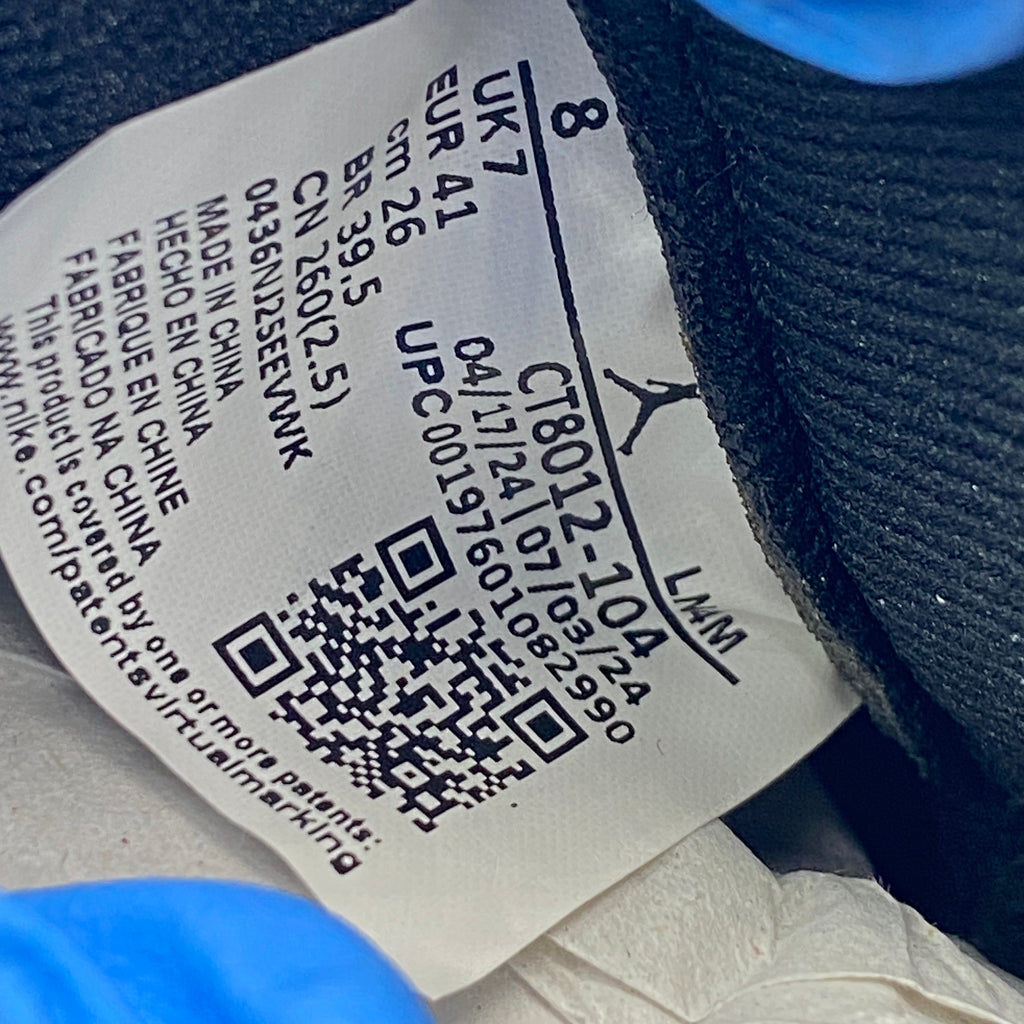 8
UK 7
EUR 41
cm 26
BR 39.5
CN 260(2.5)
CT8012-104
04/17/24 | 07/03/24
UPC 00197601082990
MADE IN CHINA
HECHO EN CHINA
FABRIQUE EN CHINE
FABRICADO NA CHINA
This product is covered by one or more patents:
www.nike.com/patentsvirtualmarking